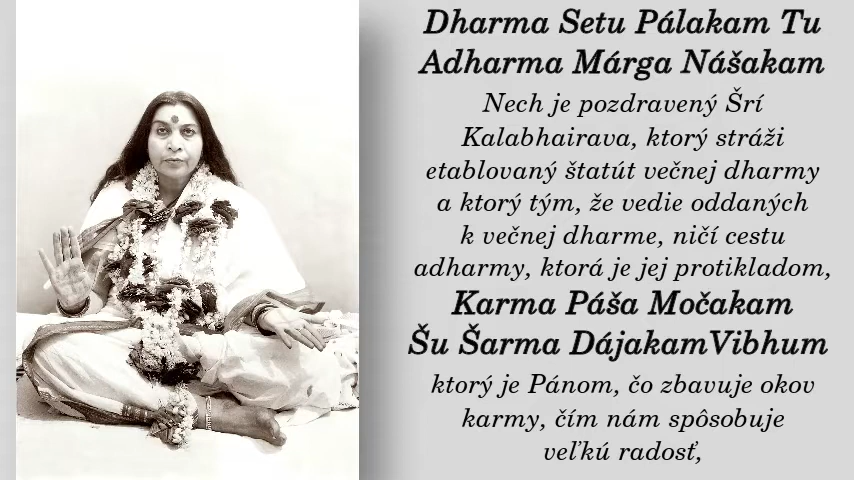 Dharma Setu Pálakam Tu
Adharma Márga Nášakam
Nech je pozdravený Šrí
Kalabhairava, ktorý stráži
etablovaný štatút večnej dharmy
a ktorý tým, že vedie oddaných
k večnej dharme, ničí cestu
adharmy, ktorá je jej protikladom,
Karma Páša Močakam
Šu Šarma DájakamVibhum
ktorý je Pánom, čo zbavuje okov
karmy, čím nám spôsobuje
veľkú radosť,